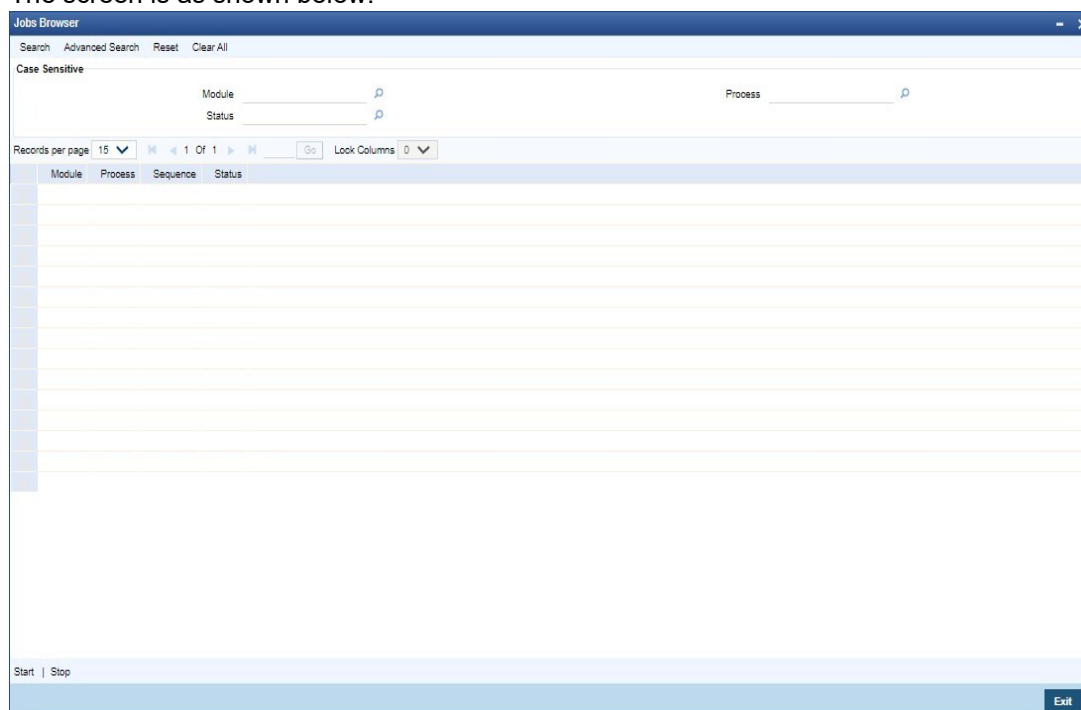 The screen is as shown below:
Jobs Browser
Search Advanced Search Reset Clear All
Case Sensitive
Module Process
Status
Records per page 15 1 Of 1 Go Lock Columns 0
Module Process Sequence Status
Start | Stop
Exit